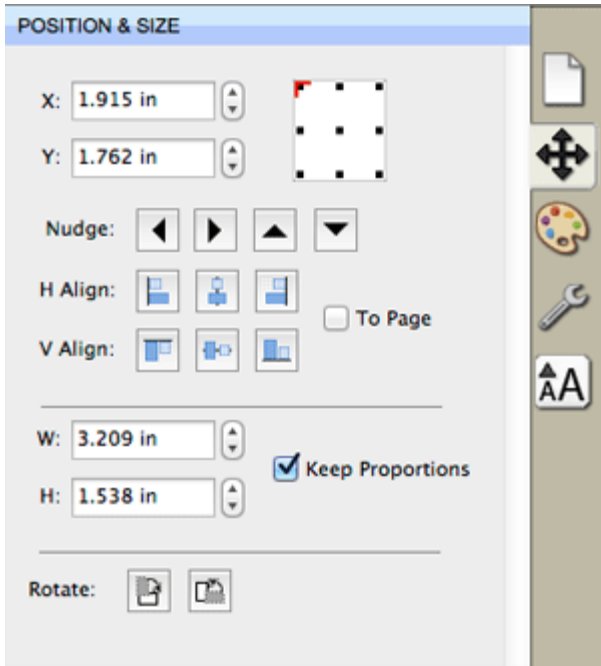 POSITION & SIZE
X: 1.915 in
Y: 1.762 in
Nudge:
H Align:
To Page
V Align:
W: 3.209 in
Keep Proportions
H: 1.538 in
Rotate:
AA